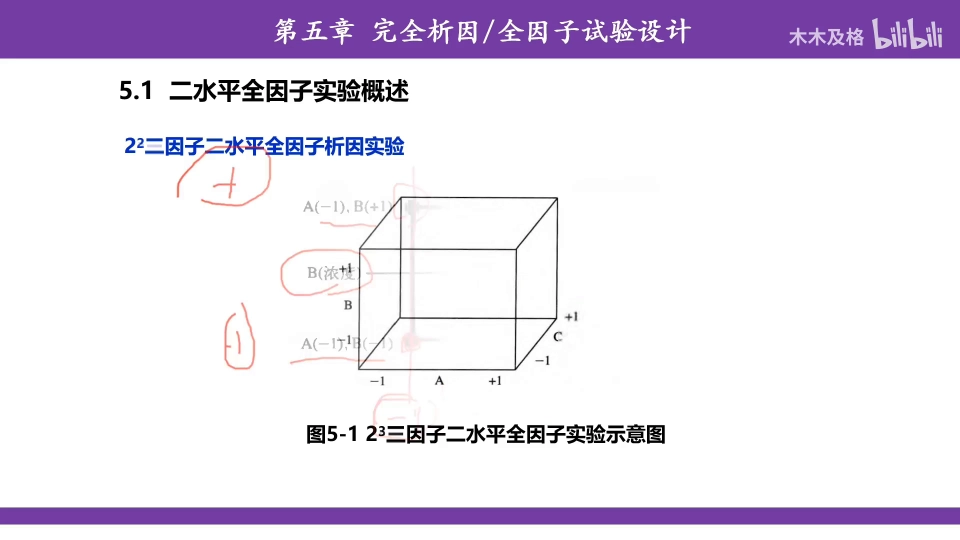 第五章 完全析因/全因子试验设计
木木及格 bilibili
5.1 二水平全因子实验概述
2²二因子二水平全因子析因实验
A(-1), B(+1)
+1
B(浓度)
B
+1
-1
A(-1), B(-1)
C
-1
-1 A +1
图5-1 2³三因子二水平全因子实验示意图